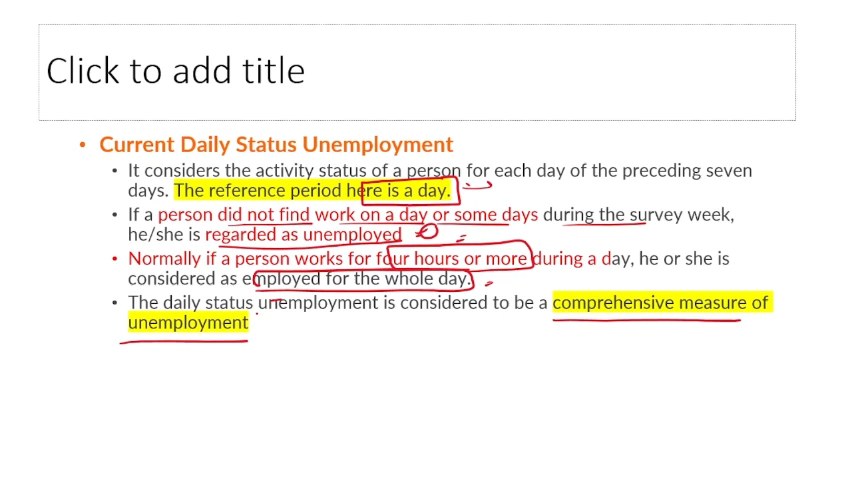 Click to add title
• Current Daily Status Unemployment
• It considers the activity status of a person for each day of the preceding seven
days. The reference period here is a day.
• If a person did not find work on a day or some days during the survey week,
he/she is regarded as unemployed
• Normally if a person works for four hours or more during a day, he or she is
considered as employed for the whole day.
• The daily status unemployment is considered to be a comprehensive measure of
unemployment